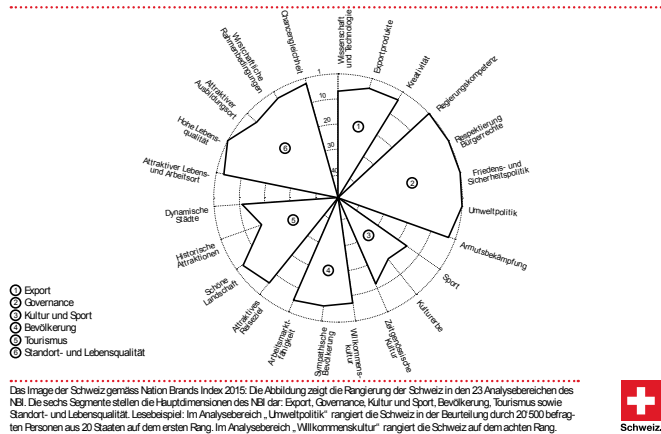 Wissenschaft
und Technologie
Exportprodukte
Kreativität
Regierungskompetenz
Respektierung
Bürgerrechte
Friedens- und
Sicherheitspolitik
Umweltpolitik
Armutsbekämpfung
Sport
Kulturerbe
Zeitgenössische
Kultur
Willkommens-
kultur
Sympathische
Bevölkerung
Arbeitsmarkt-
fähigkeit
Attraktives
Reiseziel
Schöne
Landschaft
Historische
Attraktionen
Dynamische
Städte
Attraktiver Lebens-
und Arbeitsort
Hohe Lebens-
qualität
Attraktiver
Ausbildungsort
Wirtschaftliche
Rahmenbedingungen
Chancengleichheit
1
10
20
30
40
1
2
3
4
5
6
1 Export
2 Governance
3 Kultur und Sport
4 Bevölkerung
5 Tourismus
6 Standort- und Lebensqualität
Das Image der Schweiz gemäss Nation Brands Index 2015: Die Abbildung zeigt die Rangierung der Schweiz in den 23 Analysebereichen des
NBI. Die sechs Segmente stellen die Hauptdimensionen des NBI dar: Export, Governance, Kultur und Sport, Bevölkerung, Tourismus sowie
Standort- und Lebensqualität. Lesebeispiel: Im Analysebereich „Umweltpolitik" rangiert die Schweiz in der Beurteilung durch 20'500 befrag-
ten Personen aus 20 Staaten auf dem ersten Rang. Im Analysebereich „Willkommenskultur" rangiert die Schweiz auf dem achten Rang.
Schweiz.